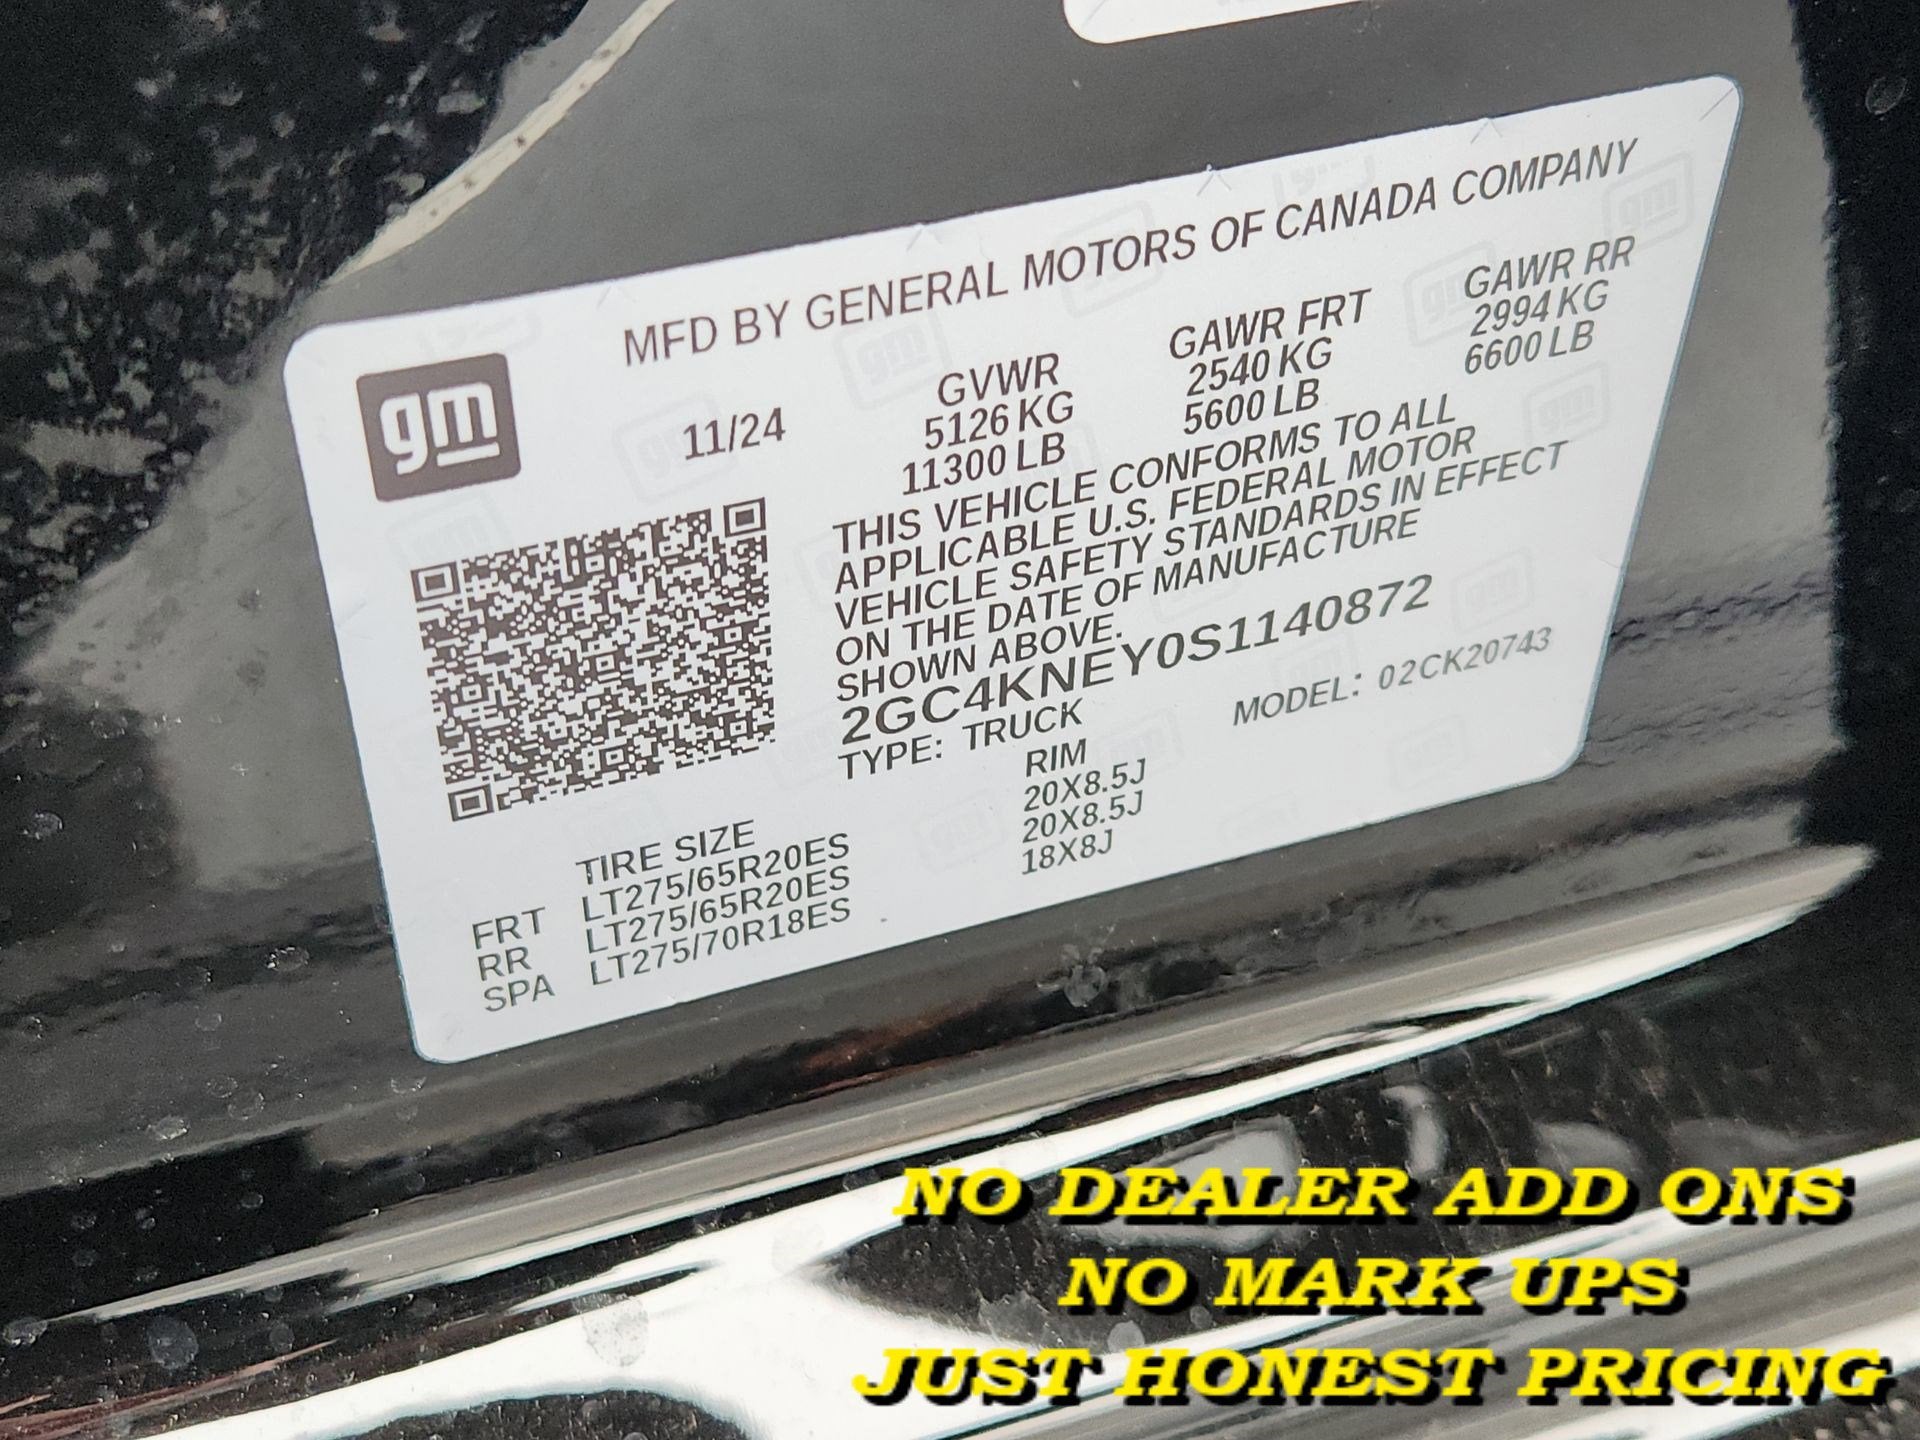 MFD BY GENERAL MOTORS OF CANADA COMPANY
gm
11/24
GVWR
5126 KG
11300 LB
GAWR FRT
2540 KG
5600 LB
GAWR RR
2994 KG
6600 LB
THIS VEHICLE CONFORMS TO ALL
APPLICABLE U.S. FEDERAL MOTOR
VEHICLE SAFETY STANDARDS IN EFFECT
ON THE DATE OF MANUFACTURE
SHOWN ABOVE.
2GC4KNEY0S1140872
TYPE: TRUCK
MODEL: 02CK20743
TIRE SIZE RIM
FRT LT275/65R20ES 20X8.5J
RR LT275/65R20ES 20X8.5J
SPA LT275/70R18ES 18X8J
NO DEALER ADD ONS
NO MARK UPS
JUST HONEST PRICING